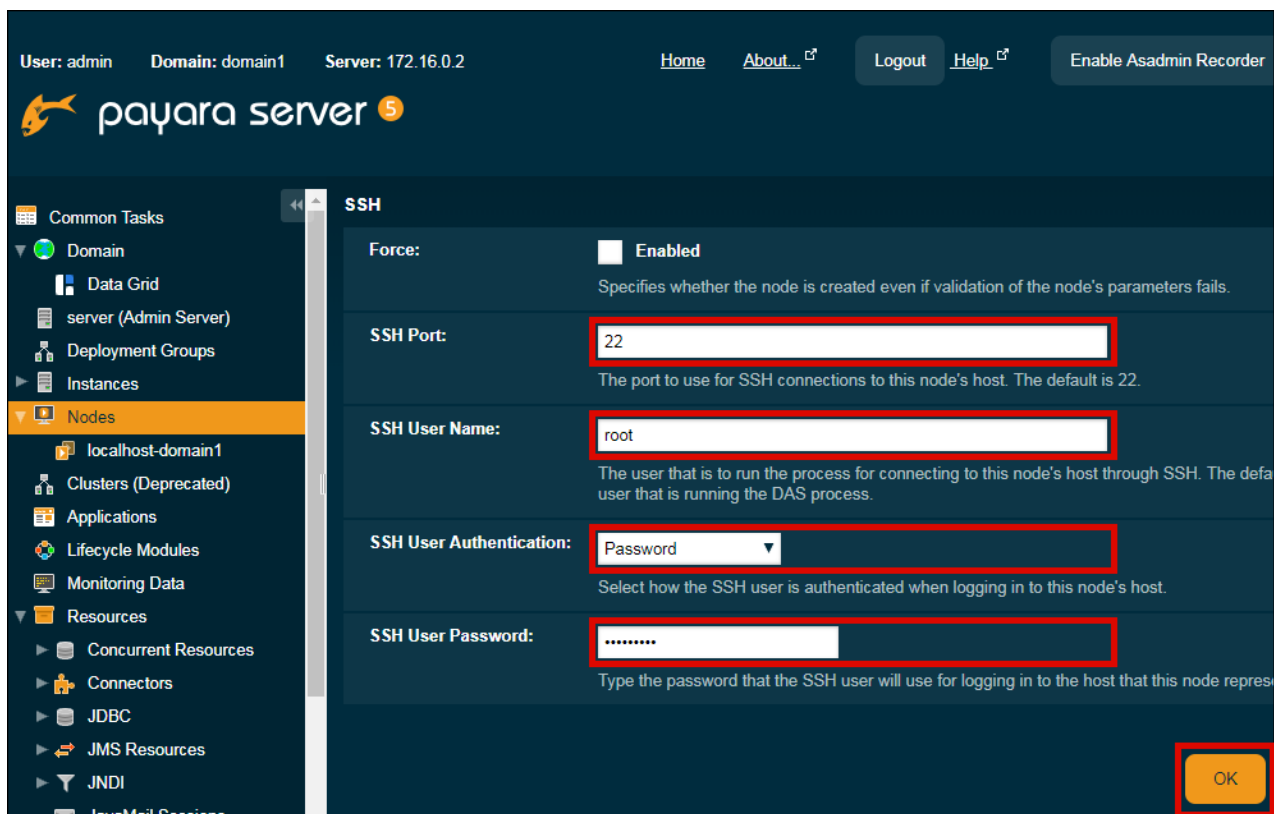 User: admin Domain: domain1 Server: 172.16.0.2 Home About... Logout Help Enable Asadmin Recorder
payara server 5
Common Tasks
Domain
Data Grid
server (Admin Server)
Deployment Groups
Instances
Nodes
localhost-domain1
Clusters (Deprecated)
Applications
Lifecycle Modules
Monitoring Data
Resources
Concurrent Resources
Connectors
JDBC
JMS Resources
JNDI
SSH
Force: Enabled
Specifies whether the node is created even if validation of the node's parameters fails.
SSH Port: 22
The port to use for SSH connections to this node's host. The default is 22.
SSH User Name: root
The user that is to run the process for connecting to this node's host through SSH. The defa
user that is running the DAS process.
SSH User Authentication: Password
Select how the SSH user is authenticated when logging in to this node's host.
SSH User Password: •••••••••
Type the password that the SSH user will use for logging in to the host that this node repres
OK